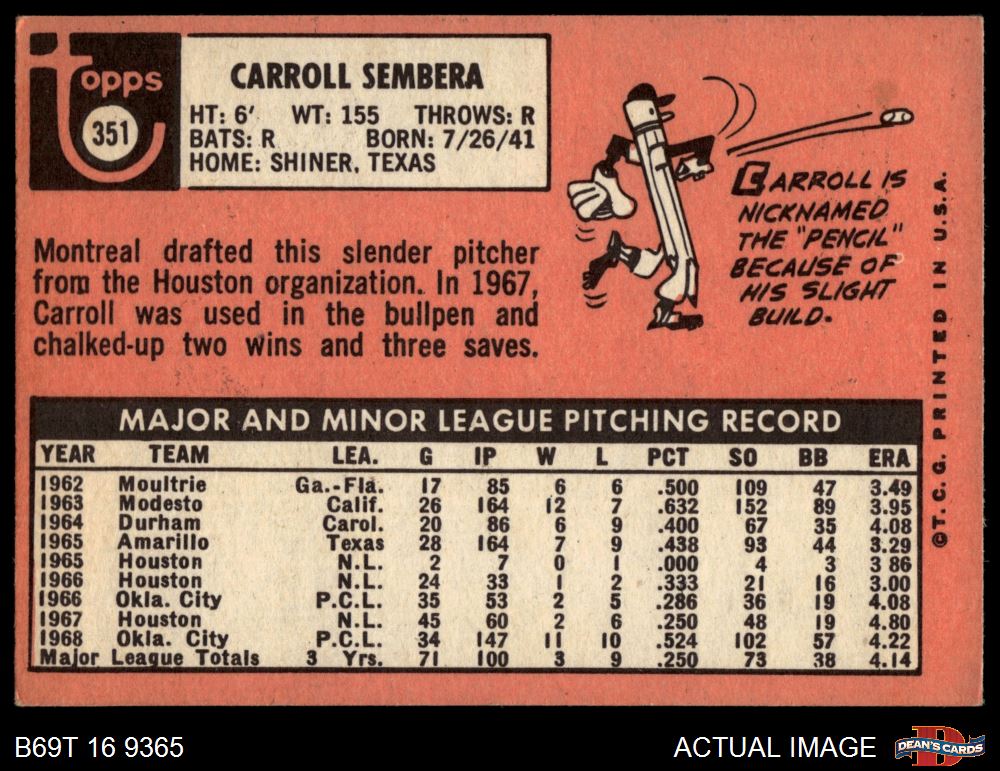 Topps
351
CARROLL SEMBERA
HT: 6' WT: 155 THROWS: R
BATS: R BORN: 7/26/41
HOME: SHINER, TEXAS
Montreal drafted this slender pitcher
from the Houston organization. In 1967,
Carroll was used in the bullpen and
chalked-up two wins and three saves.
CARROLL IS
NICKNAMED
THE "PENCIL"
BECAUSE OF
HIS SLIGHT
BUILD.
©T. C. G. PRINTED IN U.S.A.
MAJOR AND MINOR LEAGUE PITCHING RECORD
YEAR TEAM LEA. G IP W L PCT SO BB ERA
1962 Moultrie Ga.-Fla. 17 85 6 6 .500 109 47 3.49
1963 Modesto Calif. 26 164 12 7 .632 152 89 3.95
1964 Durham Carol. 20 86 6 9 .400 67 35 4.08
1965 Amarillo Texas 28 164 7 9 .438 93 44 3.29
1965 Houston N.L. 2 7 0 1 .000 4 3 3 86
1966 Houston N.L. 24 33 1 2 .333 21 16 3.00
1966 Okla. City P.C.L. 35 53 2 5 .286 36 19 4.08
1967 Houston N.L. 45 60 2 6 .250 48 19 4.80
1968 Okla. City P.C.L. 34 147 11 10 .524 102 57 4.22
Major League Totals 3 Yrs. 71 100 3 9 .250 73 38 4.14
B69T 16 9365
ACTUAL IMAGE
DEAN'S CARDS